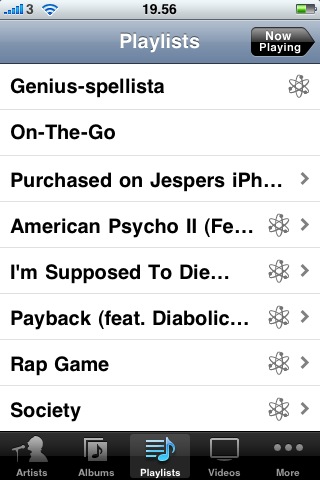 3 19.56
Playlists
Now
Playing
Genius-spellista
On-The-Go
Purchased on Jespers iPh...
American Psycho II (Fe...
I'm Supposed To Die...
Payback (feat. Diabolic...
Rap Game
Society
Artists Albums Playlists Videos More